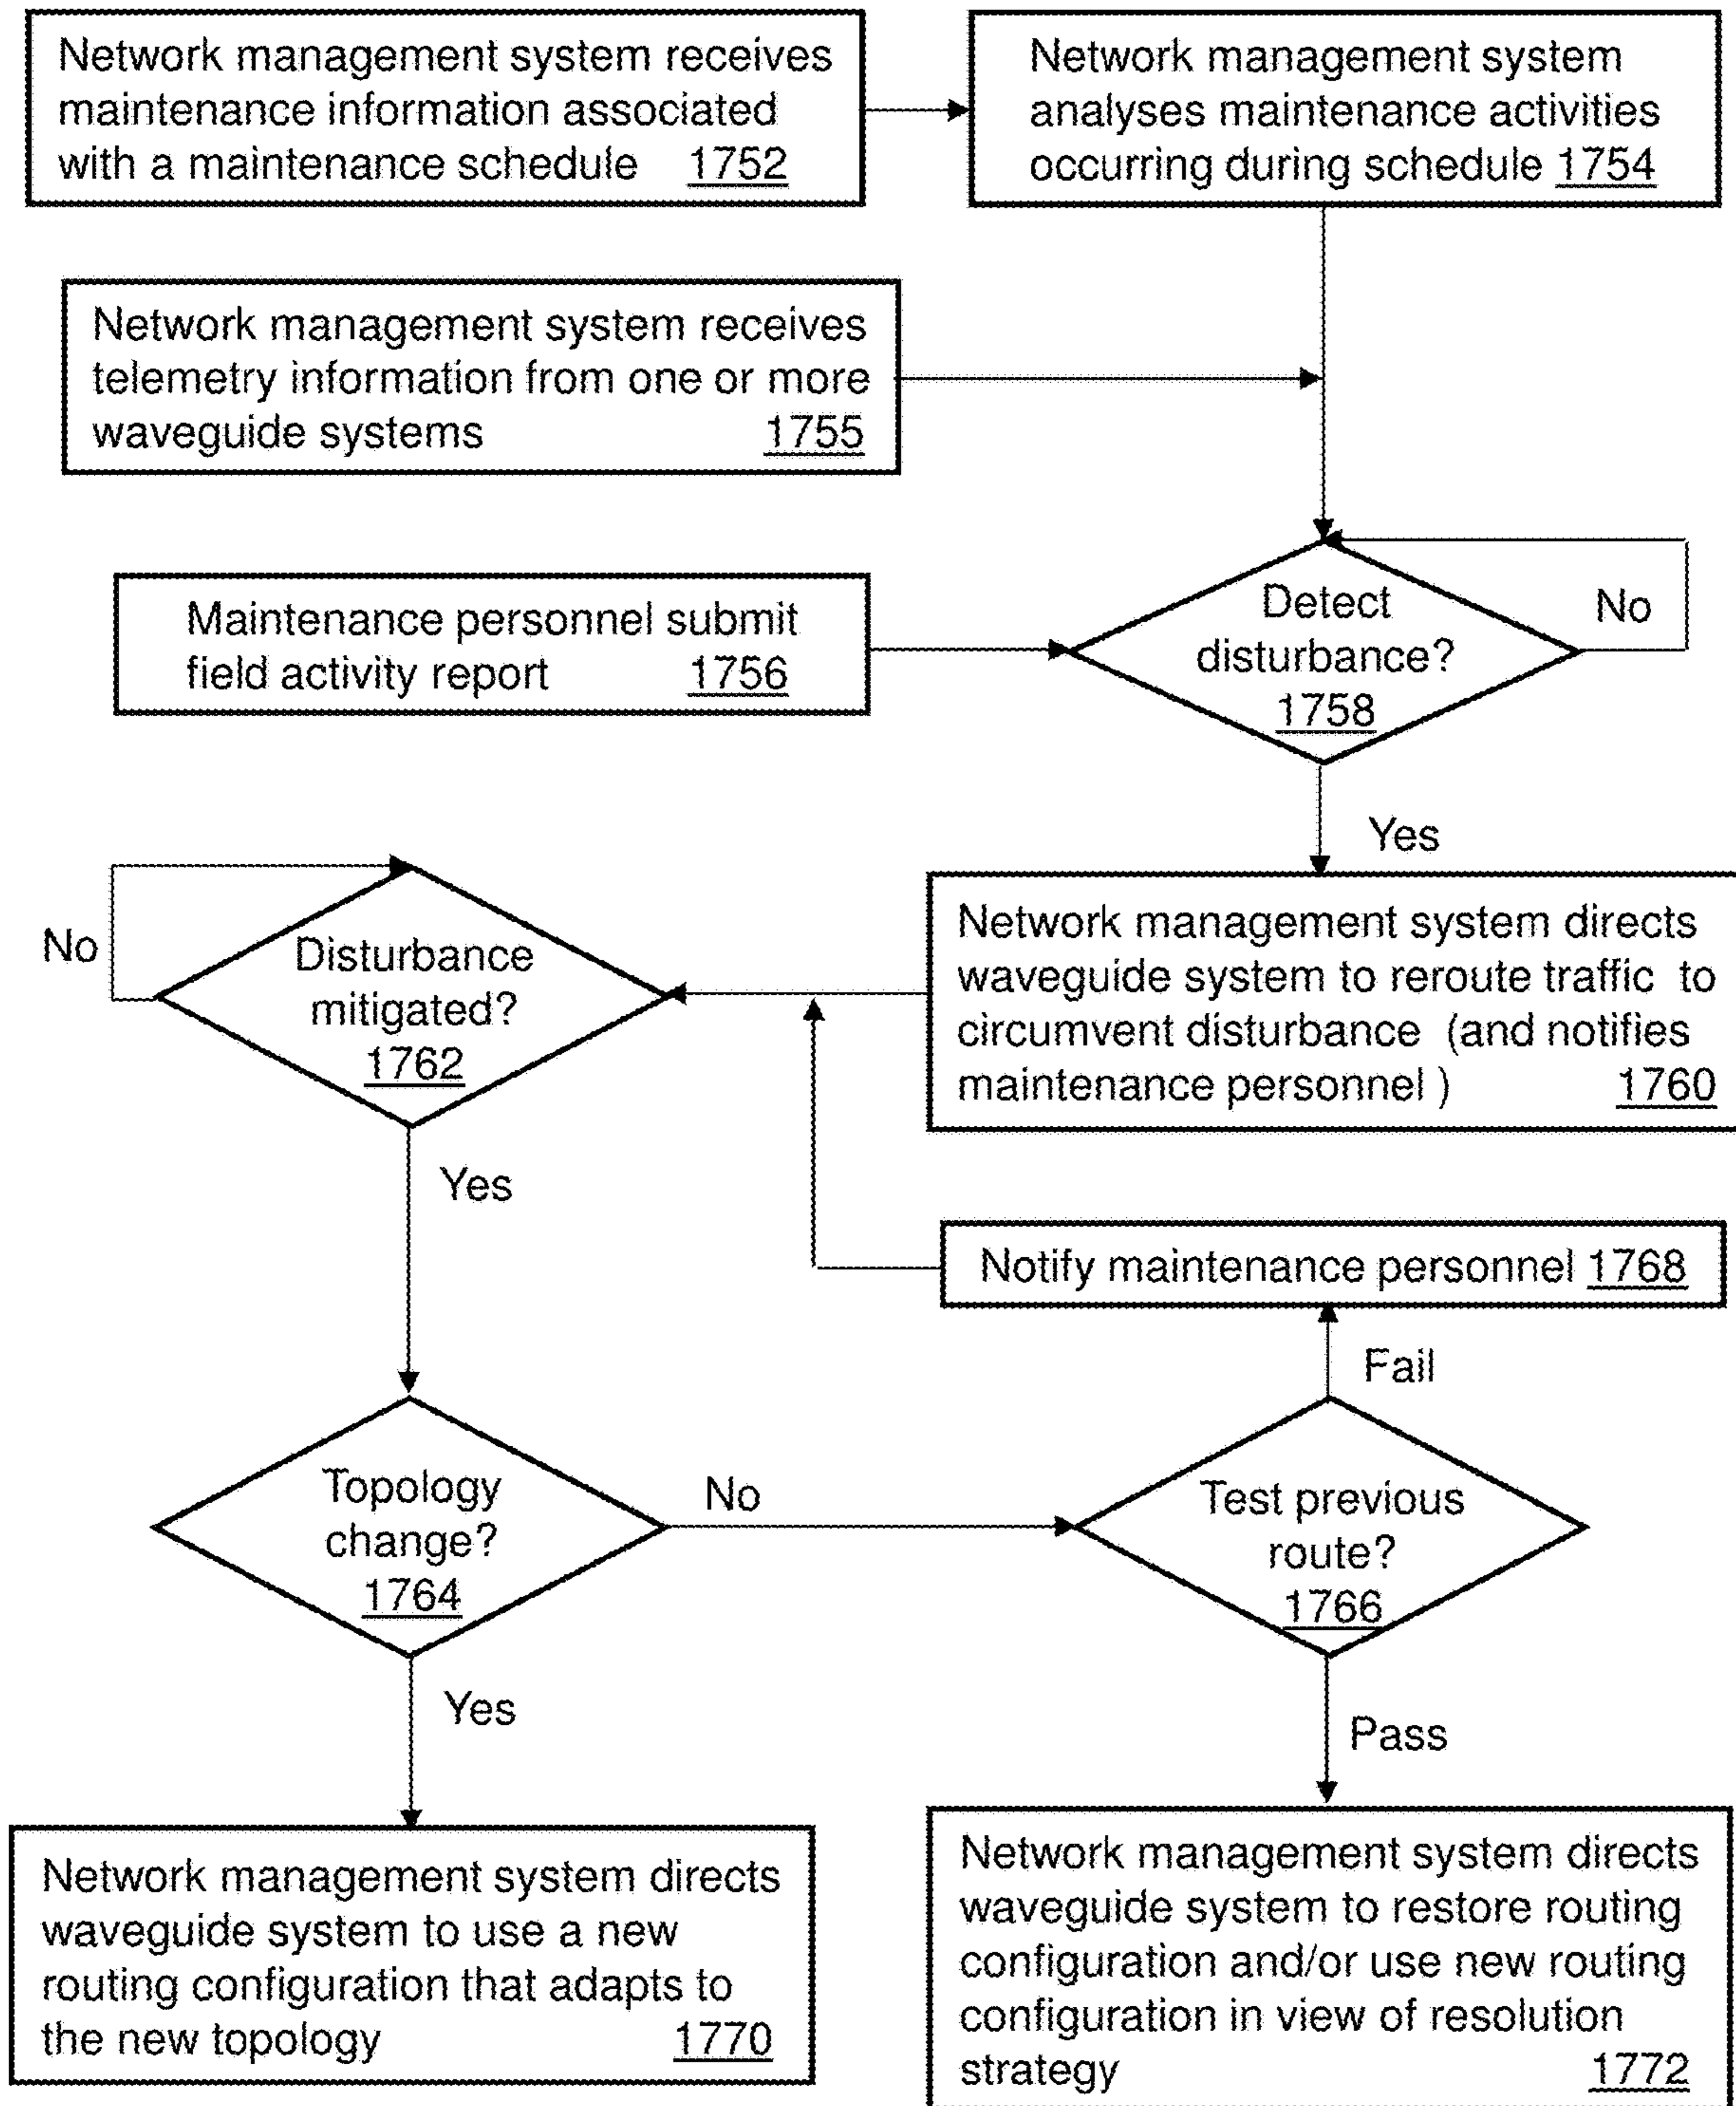 Network management system receives
maintenance information associated
with a maintenance schedule 1752
Network management system
analyses maintenance activities
occurring during schedule 1754
Network management system receives
telemetry information from one or more
waveguide systems 1755
Maintenance personnel submit
field activity report 1756
Detect
disturbance?
1758
No
Yes
Network management system directs
waveguide system to reroute traffic to
circumvent disturbance (and notifies
maintenance personnel ) 1760
Disturbance
mitigated?
1762
No
Yes
Notify maintenance personnel 1768
Fail
Topology
change?
1764
No
Test previous
route?
1766
Yes
Pass
Network management system directs
waveguide system to use a new
routing configuration that adapts to
the new topology 1770
Network management system directs
waveguide system to restore routing
configuration and/or use new routing
configuration in view of resolution
strategy 1772